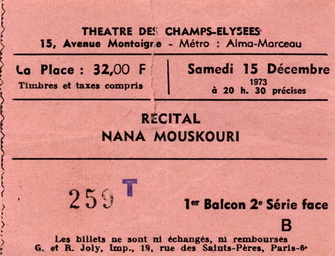 THEATRE DES CHAMPS-ELYSEES
15, Avenue Montaigne - Métro : Alma-Marceau
La Place : 32,00 F
Timbres et taxes compris
Samedi 15 Décembre
1973
à 20 h. 30 précises
RECITAL
NANA MOUSKOURI
259 T
1er Balcon 2e Série face
B
Les billets ne sont ni échangés, ni remboursés
G. et R. Joly, Imp., 19, rue des Saints-Pères, Paris-6e